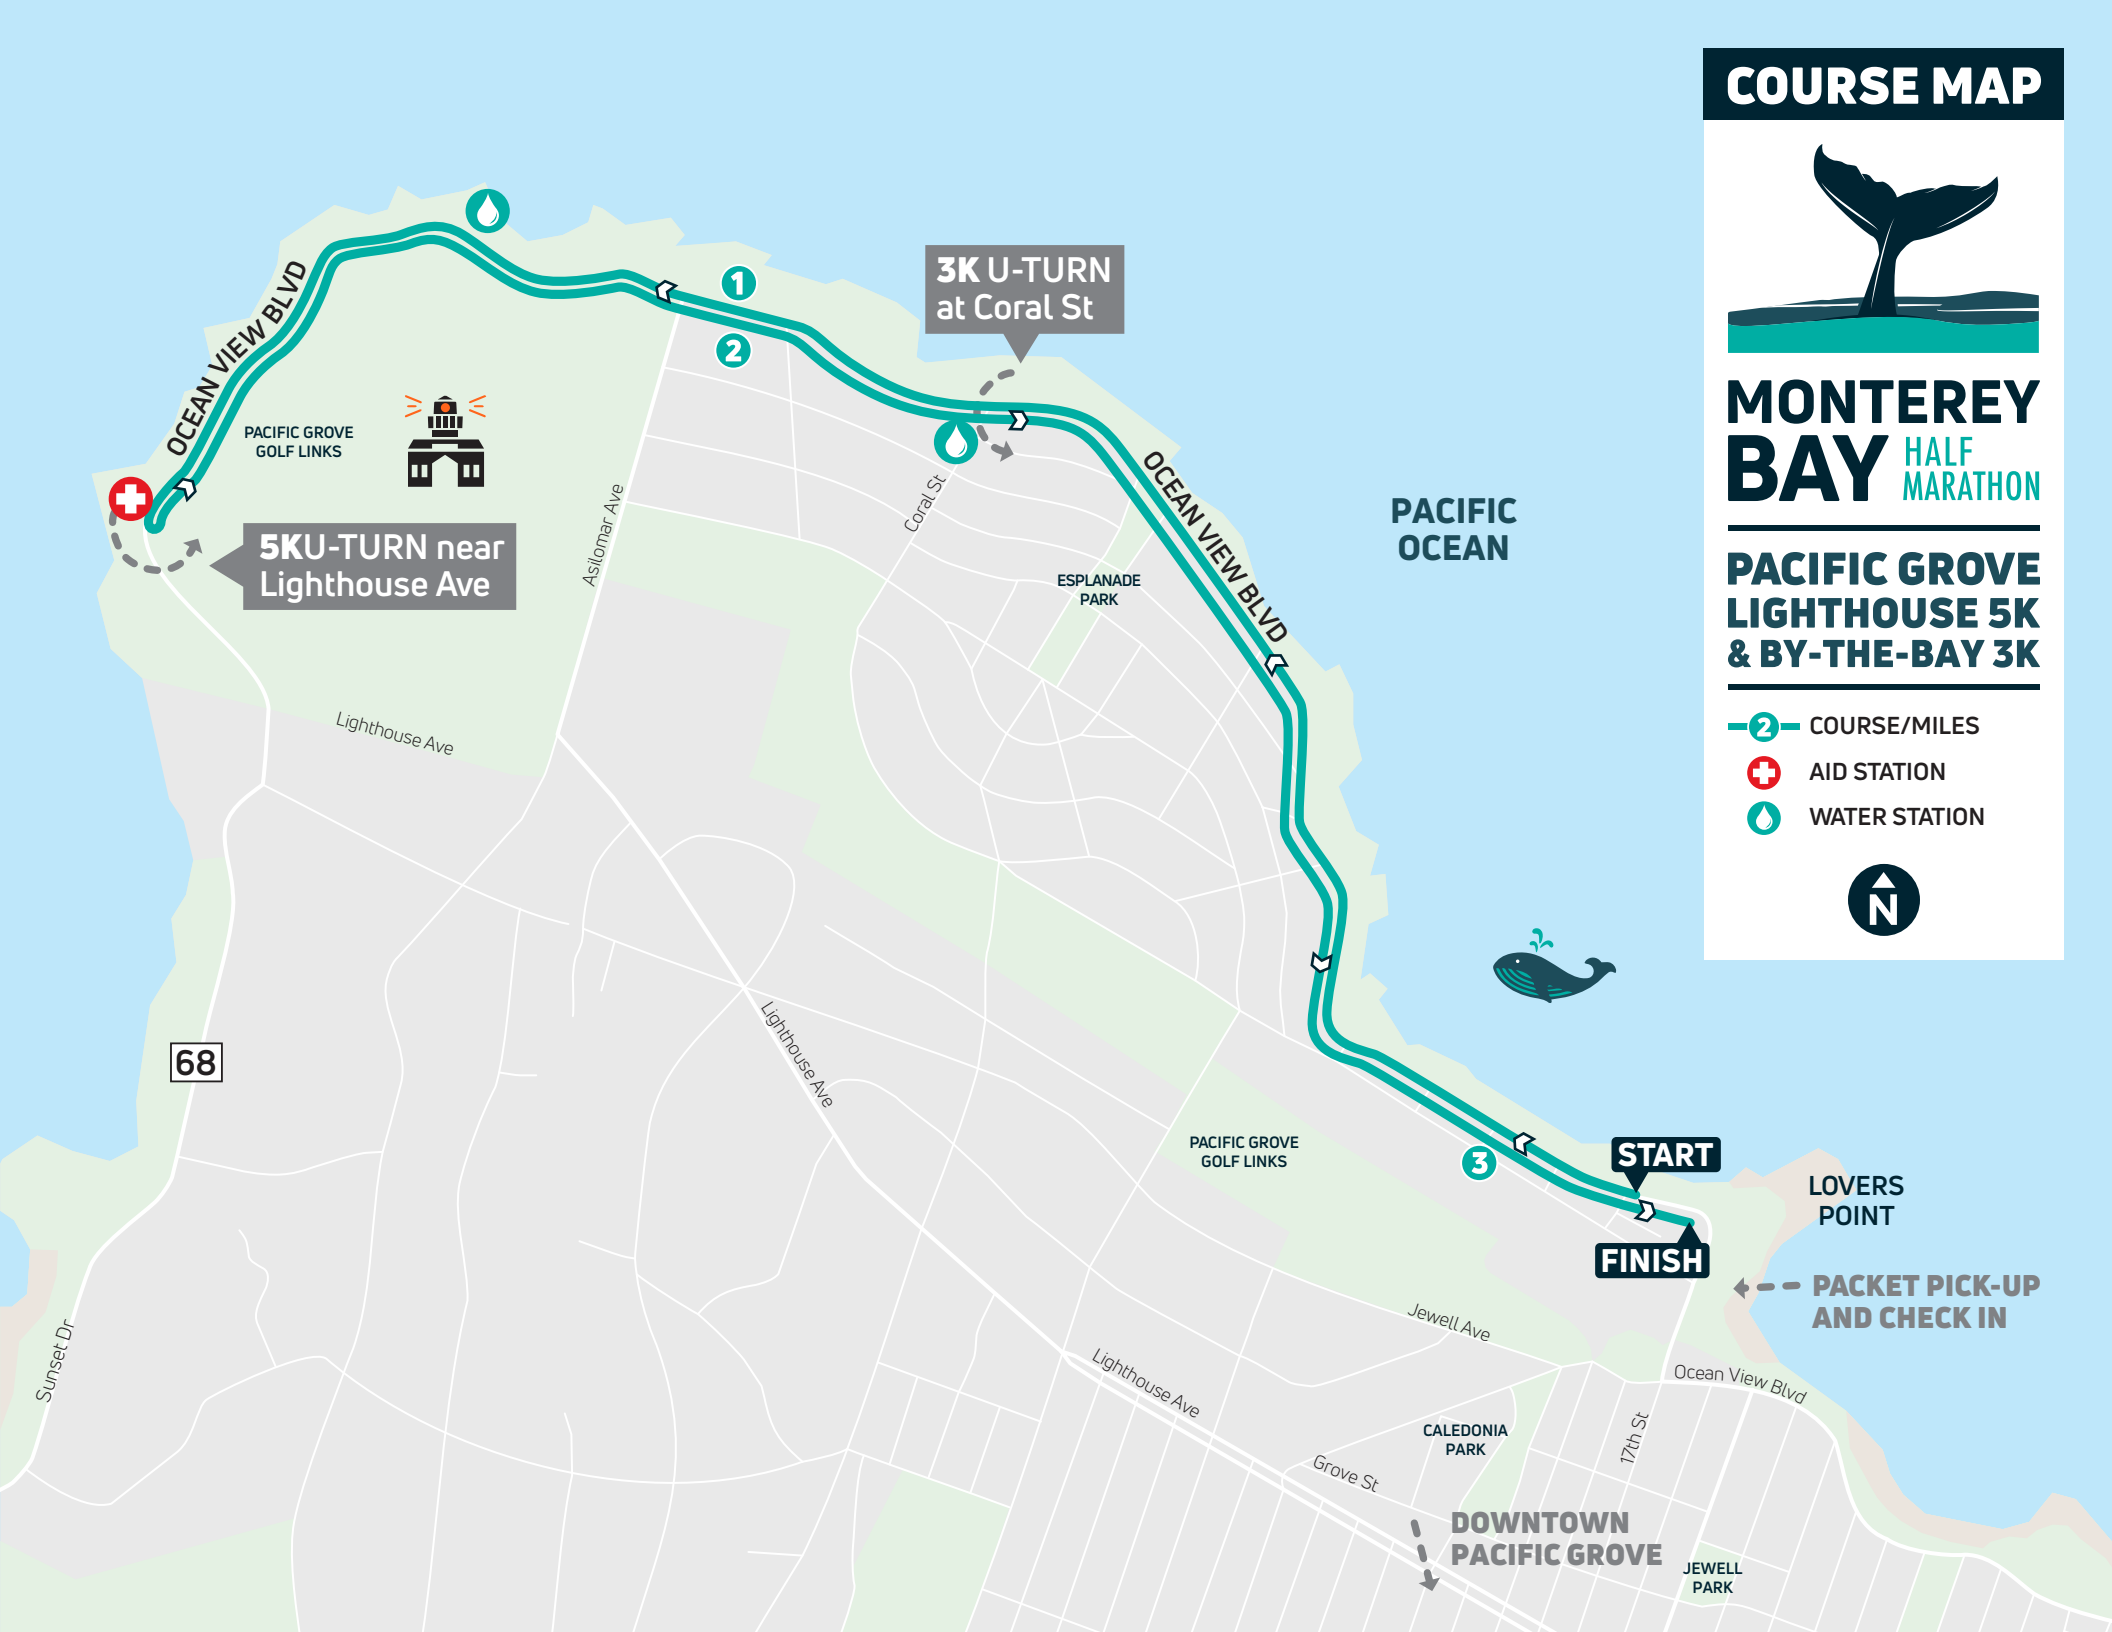 COURSE MAP
MONTEREY
BAY HALF
MARATHON
PACIFIC GROVE
LIGHTHOUSE 5K
& BY-THE-BAY 3K
2 COURSE/MILES
AID STATION
WATER STATION
N
1
2
3K U-TURN
at Coral St
OCEAN VIEW BLVD
PACIFIC GROVE
GOLF LINKS
5KU-TURN near
Lighthouse Ave
Asilomar Ave
Coral St
OCEAN VIEW BLVD
PACIFIC
OCEAN
ESPLANADE
PARK
Lighthouse Ave
68
Lighthouse Ave
PACIFIC GROVE
GOLF LINKS
3
START
FINISH
LOVERS
POINT
PACKET PICK-UP
AND CHECK IN
Sunset Dr
Jewell Ave
Lighthouse Ave
Ocean View Blvd
17th St
CALEDONIA
PARK
Grove St
DOWNTOWN
PACIFIC GROVE
JEWELL
PARK